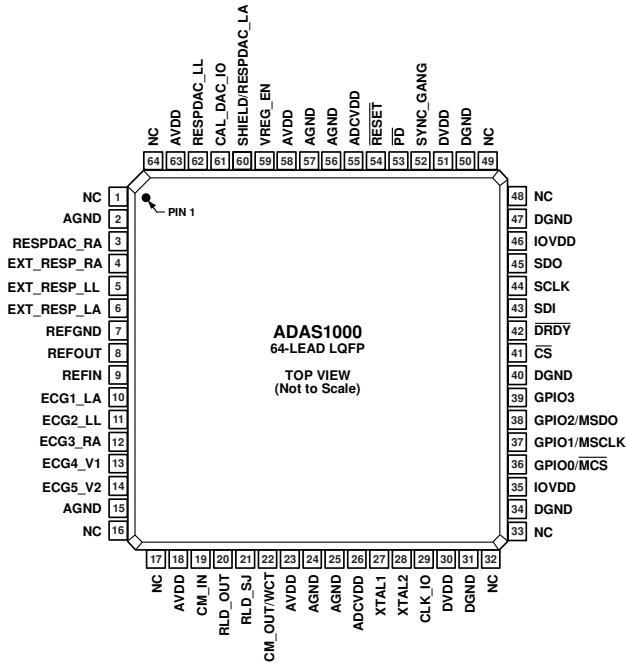 NC
AVDD
RESPDAC_LL
CAL_DAC_IO
SHIELD/RESPDAC_LA
VREG_EN
AVDD
AGND
AGND
ADCVDD
RESET
PD
SYNC_GANG
DVDD
DGND
NC
64 63 62 61 60 59 58 57 56 55 54 53 52 51 50 49
PIN 1
NC 1
AGND 2
RESPDAC_RA 3
EXT_RESP_RA 4
EXT_RESP_LL 5
EXT_RESP_LA 6
REFGND 7
REFOUT 8
REFIN 9
ECG1_LA 10
ECG2_LL 11
ECG3_RA 12
ECG4_V1 13
ECG5_V2 14
AGND 15
NC 16
ADAS1000
64-LEAD LQFP
TOP VIEW
(Not to Scale)
48 NC
47 DGND
46 IOVDD
45 SDO
44 SCLK
43 SDI
42 DRDY
41 CS
40 DGND
39 GPIO3
38 GPIO2/MSDO
37 GPIO1/MSCLK
36 GPIO0/MCS
35 IOVDD
34 DGND
33 NC
17 18 19 20 21 22 23 24 25 26 27 28 29 30 31 32
NC
AVDD
CM_IN
RLD_OUT
RLD_SJ
CM_OUT/WCT
AVDD
AGND
AGND
ADCVDD
XTAL1
XTAL2
CLK_IO
DVDD
DGND
NC